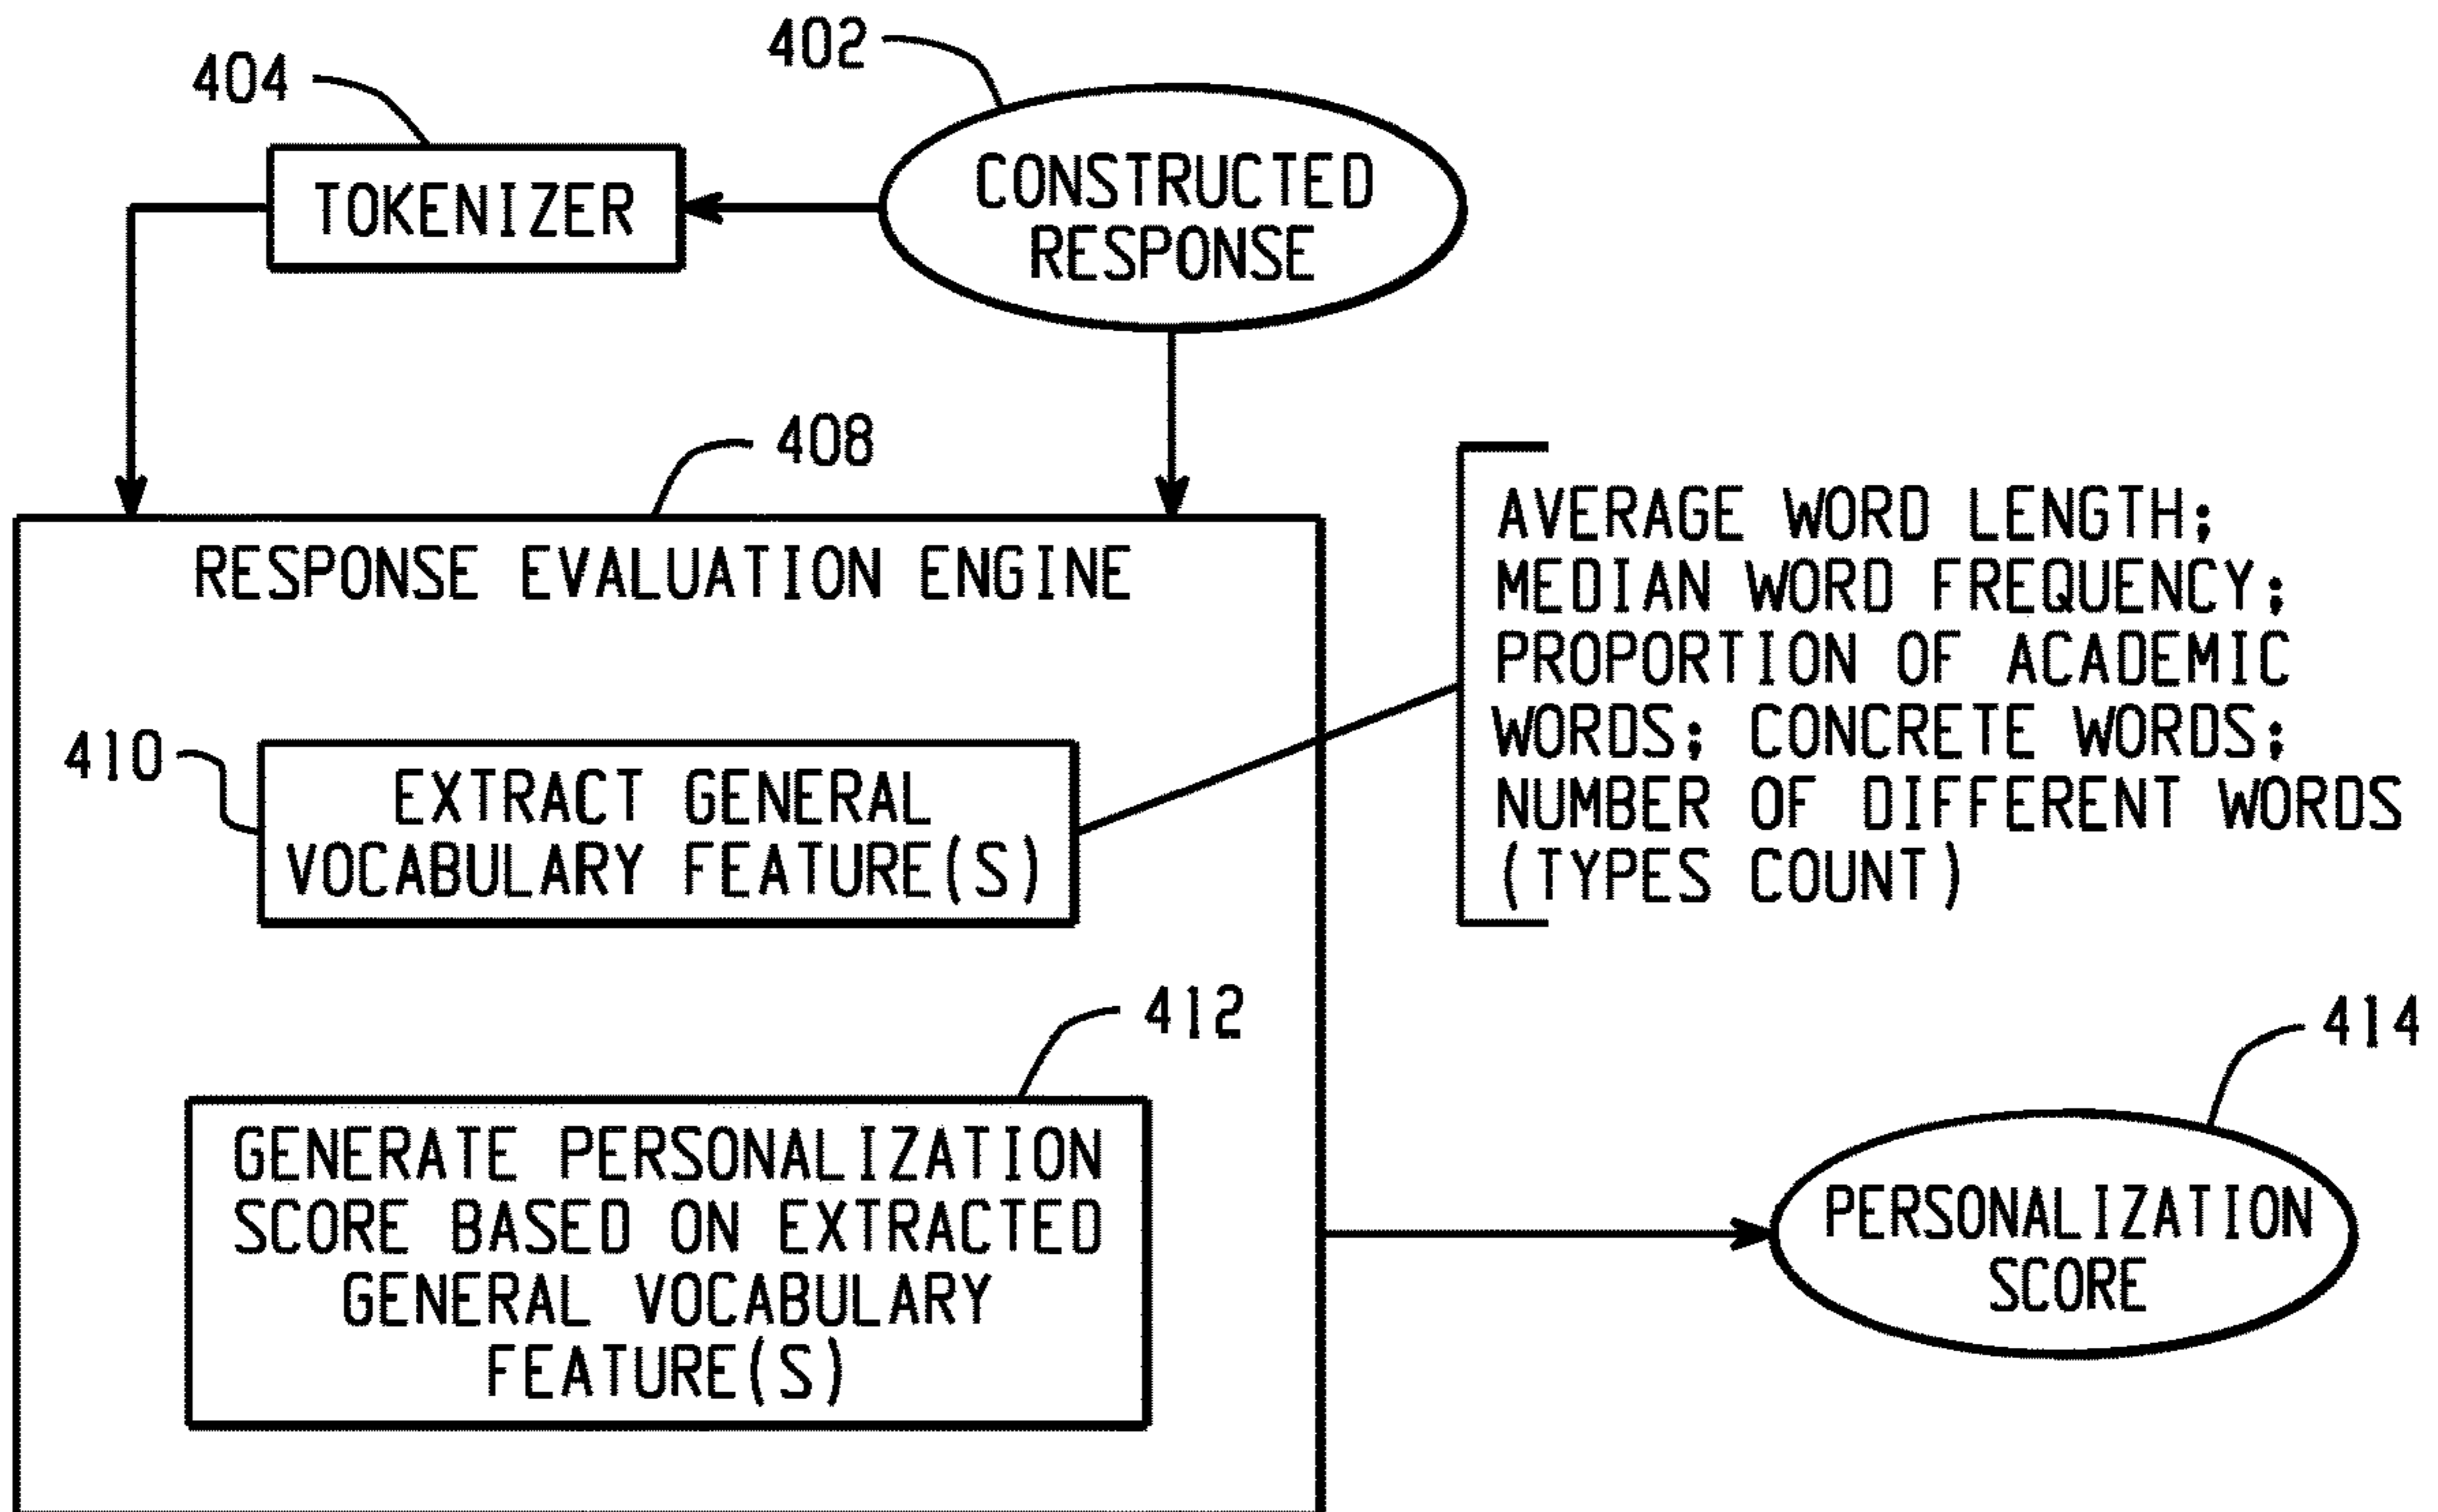 402
404
CONSTRUCTED
RESPONSE
TOKENIZER
408
RESPONSE EVALUATION ENGINE
AVERAGE WORD LENGTH;
MEDIAN WORD FREQUENCY;
PROPORTION OF ACADEMIC
WORDS; CONCRETE WORDS;
NUMBER OF DIFFERENT WORDS
(TYPES COUNT)
410
EXTRACT GENERAL
VOCABULARY FEATURE(S)
412
GENERATE PERSONALIZATION
SCORE BASED ON EXTRACTED
GENERAL VOCABULARY
FEATURE(S)
414
PERSONALIZATION
SCORE